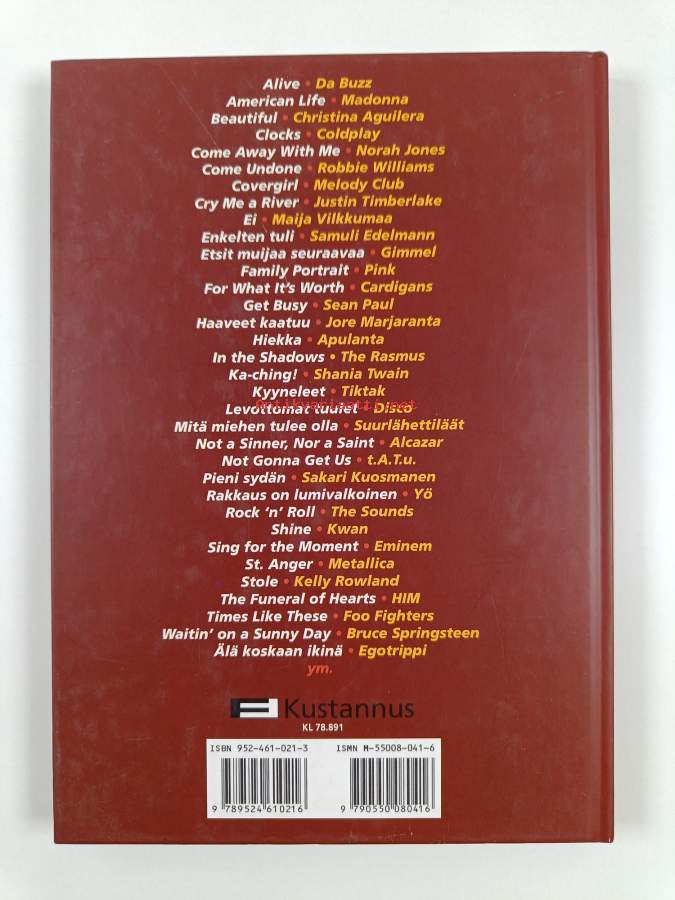 Alive • Da Buzz
American Life • Madonna
Beautiful • Christina Aguilera
Clocks • Coldplay
Come Away With Me • Norah Jones
Come Undone • Robbie Williams
Covergirl • Melody Club
Cry Me a River • Justin Timberlake
Ei • Maija Vilkkumaa
Enkelten tuli • Samuli Edelmann
Etsit muijaa seuraavaa • Gimmel
Family Portrait • Pink
For What It's Worth • Cardigans
Get Busy • Sean Paul
Haaveet kaatuu • Jore Marjaranta
Hiekka • Apulanta
In the Shadows • The Rasmus
Ka-ching! • Shania Twain
Kyyneleet • Tiktak
Levottomat tuulet • Disco
Antikvariaatti.net
Mitä miehen tulee olla • Suurlähettiläät
Not a Sinner, Nor a Saint • Alcazar
Not Gonna Get Us • t.A.T.u.
Pieni sydän • Sakari Kuosmanen
Rakkaus on lumivalkoinen • Yö
Rock 'n' Roll • The Sounds
Shine • Kwan
Sing for the Moment • Eminem
St. Anger • Metallica
Stole • Kelly Rowland
The Funeral of Hearts • HIM
Times Like These • Foo Fighters
Waitin' on a Sunny Day • Bruce Springsteen
Älä koskaan ikinä • Egotrippi
ym.
F Kustannus
KL 78.891
ISBN 952-461-021-3 ISMN M-55008-041-6
9 789524 610216 9 790550 080416